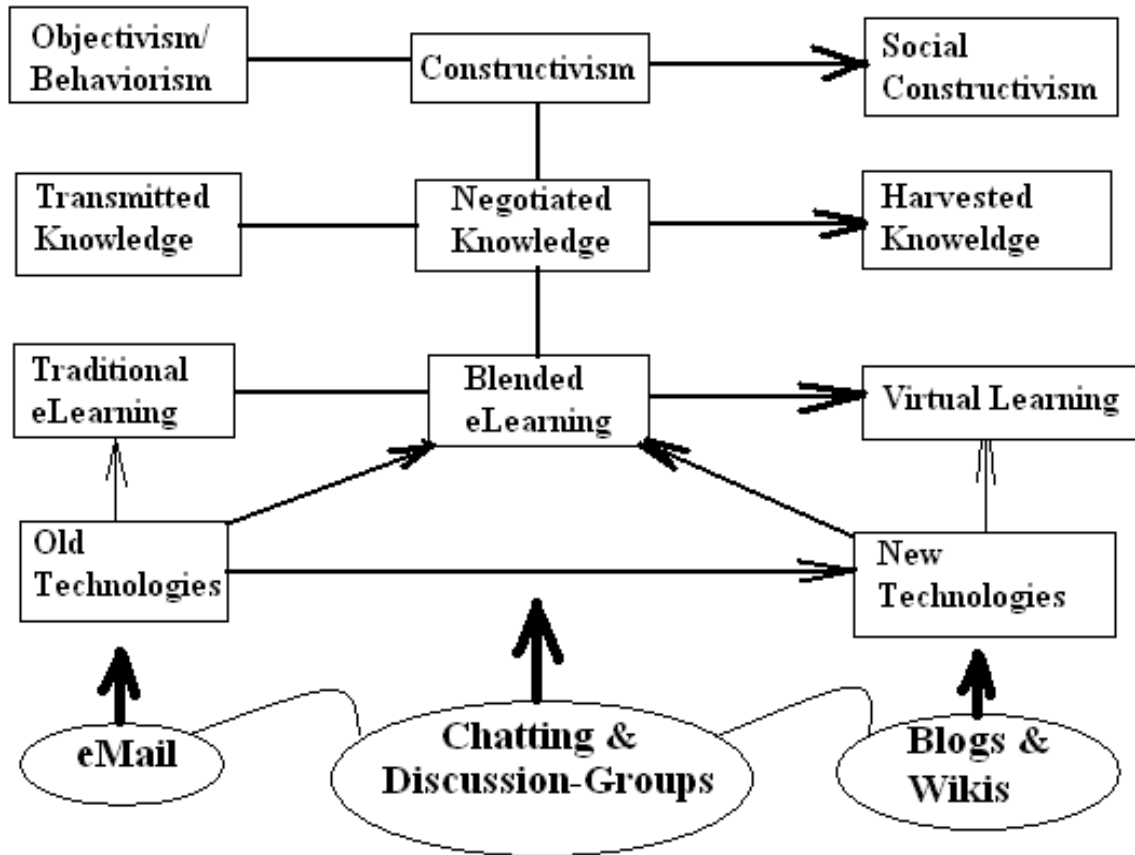 Objectivism/
Behaviorism
Constructivism
Social
Constructivism
Transmitted
Knowledge
Negotiated
Knowledge
Harvested
Knoweldge
Traditional
eLearning
Blended
eLearning
Virtual Learning
Old
Technologies
New
Technologies
eMail
Chatting &
Discussion-Groups
Blogs &
Wikis